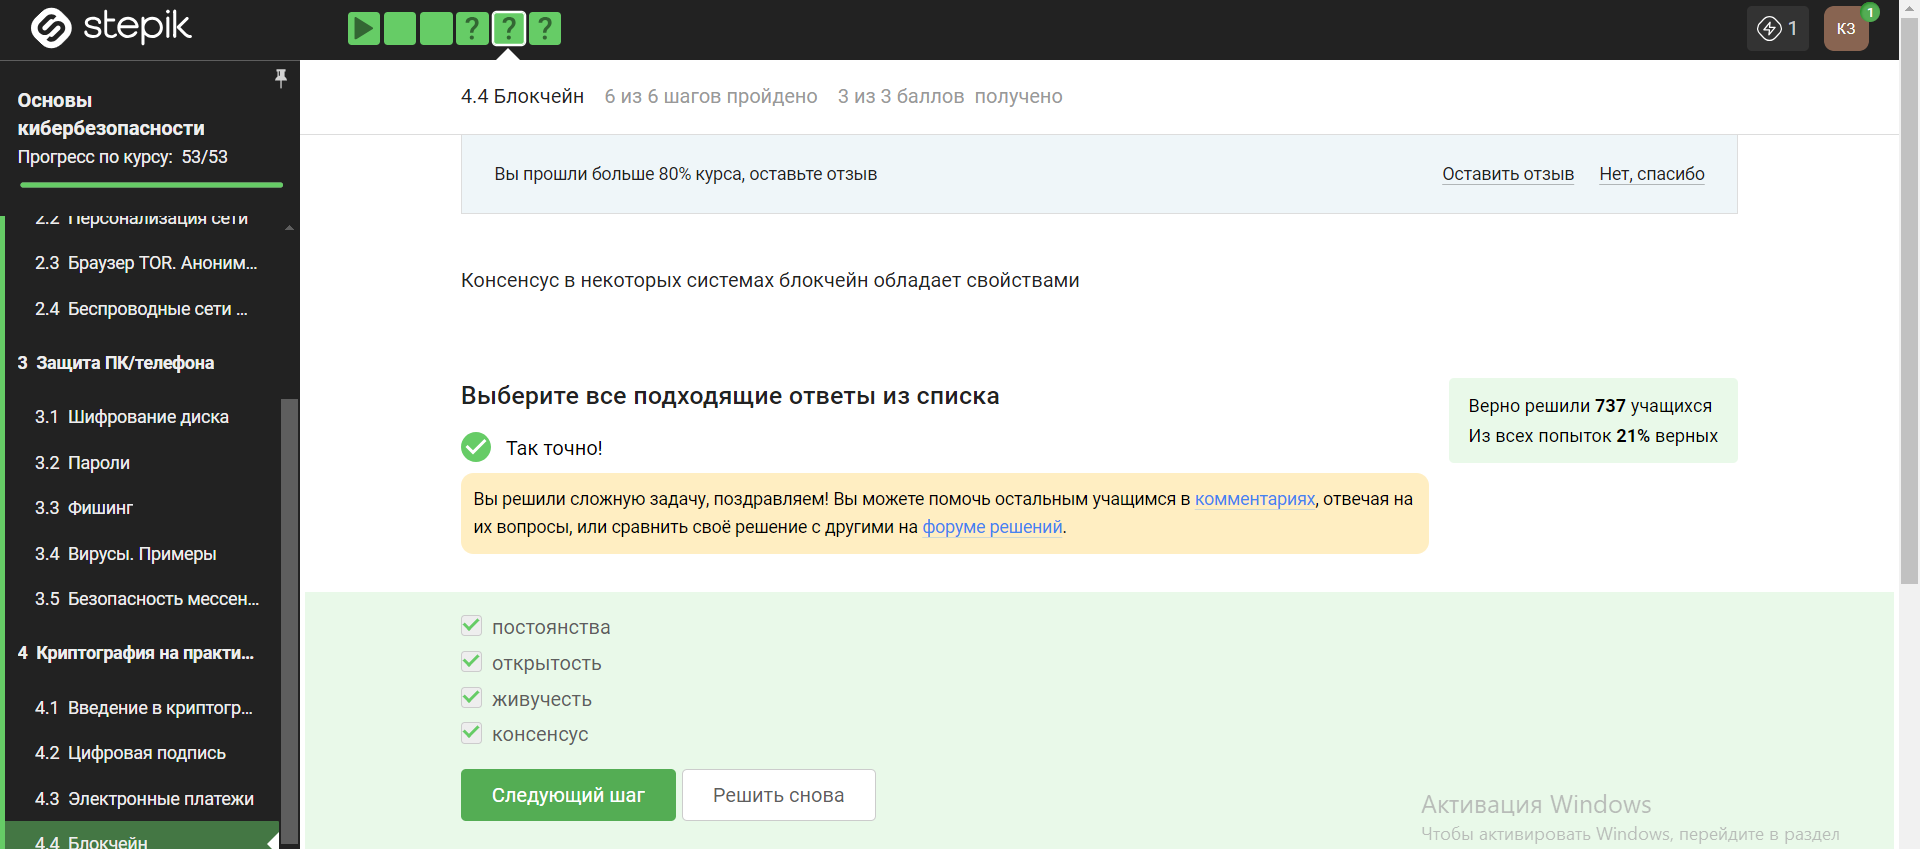 stepik
? ? ?
1
КЗ
1
Основы
кибербезопасности
Прогресс по курсу: 53/53
2.2 Персонализация сети
2.3 Браузер TOR. Аноним...
2.4 Беспроводные сети ...
3 Защита ПК/телефона
3.1 Шифрование диска
3.2 Пароли
3.3 Фишинг
3.4 Вирусы. Примеры
3.5 Безопасность мессен...
4 Криптография на практи...
4.1 Введение в криптогр...
4.2 Цифровая подпись
4.3 Электронные платежи
4.4 Блокчейн
4.4 Блокчейн 6 из 6 шагов пройдено 3 из 3 баллов получено
Вы прошли больше 80% курса, оставьте отзыв
Оставить отзыв Нет, спасибо
Консенсус в некоторых системах блокчейн обладает свойствами
Выберите все подходящие ответы из списка
Верно решили 737 учащихся
Из всех попыток 21% верных
Так точно!
Вы решили сложную задачу, поздравляем! Вы можете помочь остальным учащимся в комментариях, отвечая на
их вопросы, или сравнить своё решение с другими на форуме решений.
постоянства
открытость
живучесть
консенсус
Следующий шаг Решить снова
Активация Windows
Чтобы активировать Windows, перейдите в раздел